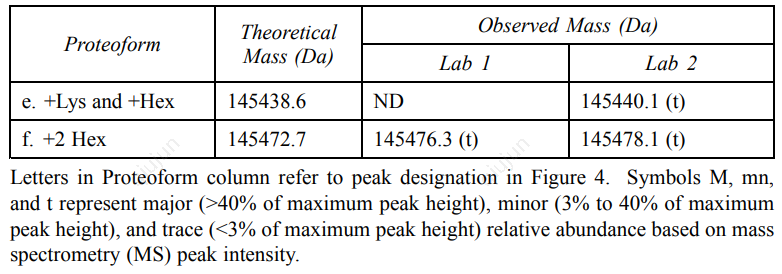 Proteoform Theoretical Mass (Da) Observed Mass (Da)
Lab 1 Lab 2
e. +Lys and +Hex 145438.6 ND 145440.1 (t)
f. +2 Hex 145472.7 145476.3 (t) 145478.1 (t)
Letters in Proteoform column refer to peak designation in Figure 4. Symbols M, mn,
and t represent major (>40% of maximum peak height), minor (3% to 40% of maximum
peak height), and trace (<3% of maximum peak height) relative abundance based on mass
spectrometry (MS) peak intensity.